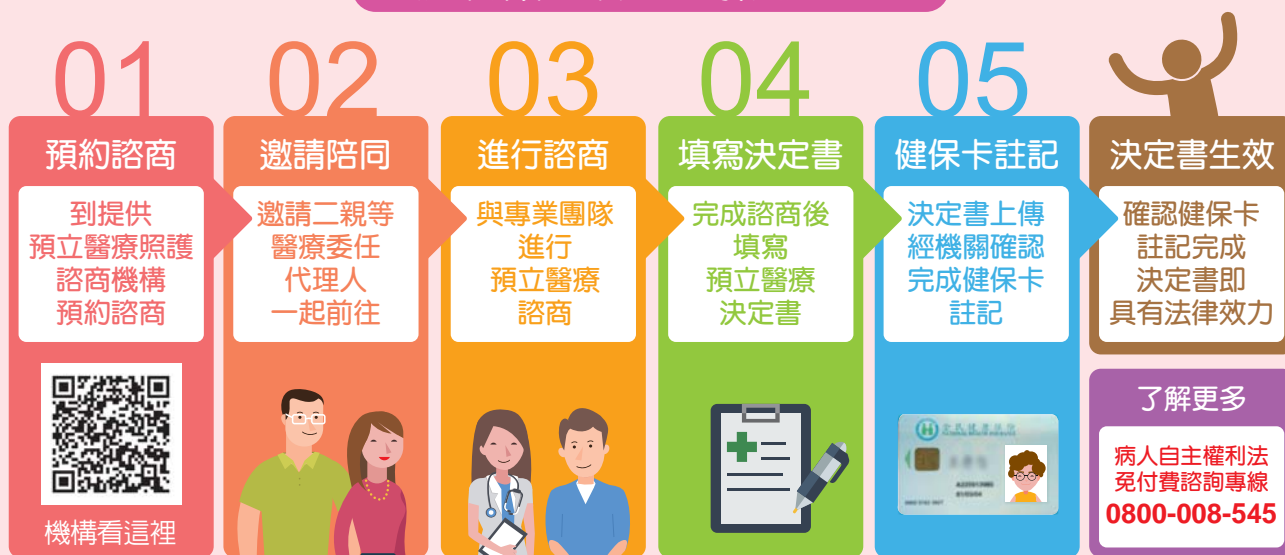 01
預約諮商
到提供
預立醫療照護
諮商機構
預約諮商
機構看這裡
02
邀請陪同
邀請二親等
醫療委任
代理人
一起前往
03
進行諮商
與專業團隊
進行
預立醫療
諮商
04
填寫決定書
完成諮商後
填寫
預立醫療
決定書
05
健保卡註記
決定書上傳
經機關確認
完成健保卡
註記
全民健康保險
決定書生效
確認健保卡
註記完成
決定書即
具有法律效力
了解更多
病人自主權利法
免付費諮詢專線
0800-008-545